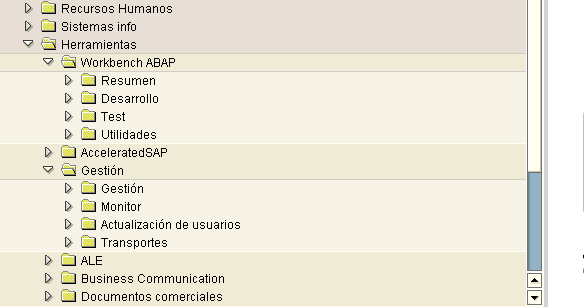 Recursos Humanos
Sistemas info
Herramientas
Workbench ABAP
Resumen
Desarrollo
Test
Utilidades
AcceleratedSAP
Gestión
Gestión
Monitor
Actualización de usuarios
Transportes
ALE
Business Communication
Documentos comerciales